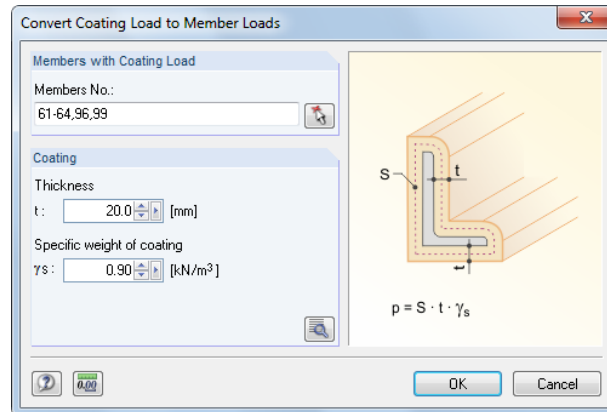 Convert Coating Load to Member Loads
Members with Coating Load
Members No.:
61-64,96,99
Coating
Thickness
t: 20.0 [mm]
Specific weight of coating
γs: 0.90 [kN/m³]
S
t
t
p = S · t · γs
0.00
OK
Cancel